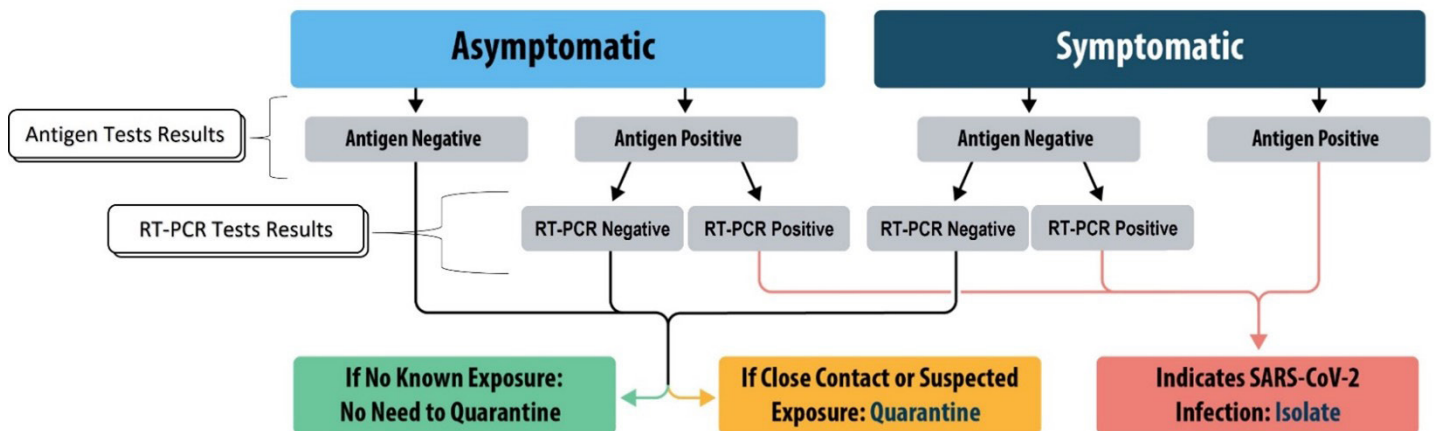 Asymptomatic
Symptomatic
Antigen Tests Results
Antigen Negative
Antigen Positive
Antigen Negative
Antigen Positive
RT-PCR Tests Results
RT-PCR Negative
RT-PCR Positive
RT-PCR Negative
RT-PCR Positive
If No Known Exposure:
No Need to Quarantine
If Close Contact or Suspected
Exposure: Quarantine
Indicates SARS-CoV-2
Infection: Isolate